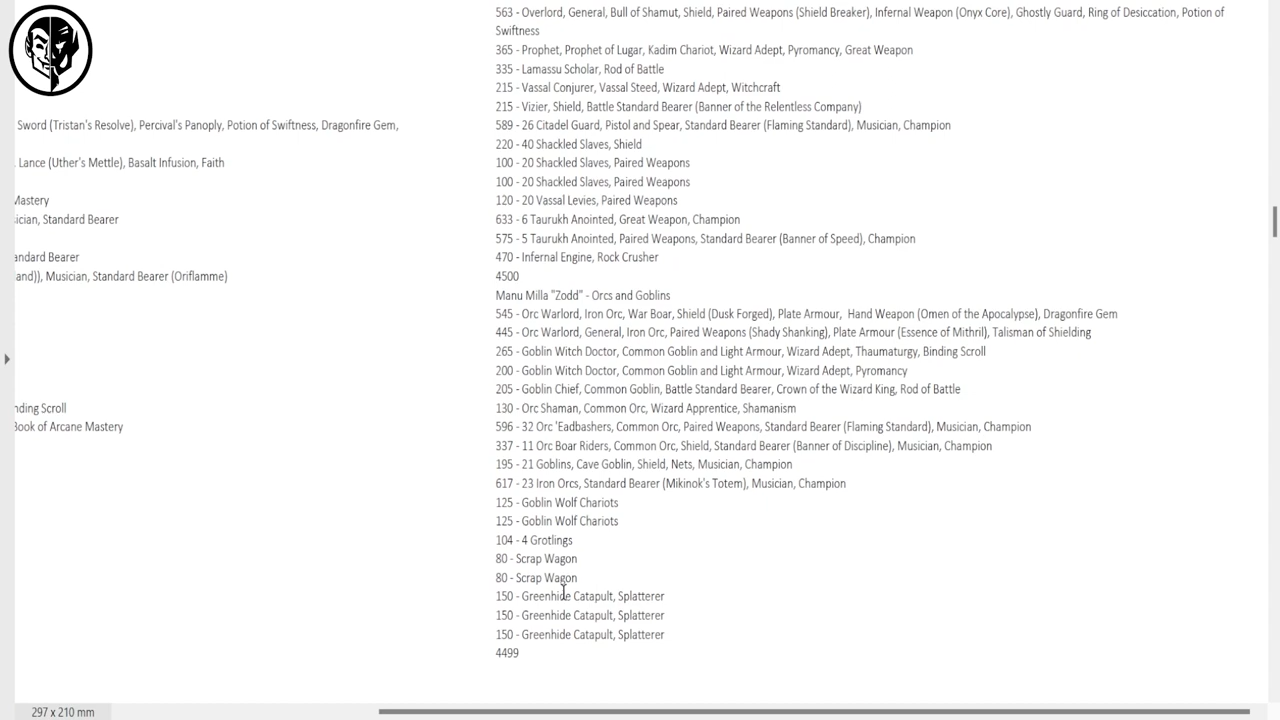 563 - Overlord, General, Bull of Shamut, Shield, Paired Weapons (Shield Breaker), Infernal Weapon (Onyx Core), Ghostly Guard, Ring of Desiccation, Potion of
Swiftness
365 - Prophet, Prophet of Lugar, Kadim Chariot, Wizard Adept, Pyromancy, Great Weapon
335 - Lamassu Scholar, Rod of Battle
215 - Vassal Conjurer, Vassal Steed, Wizard Adept, Witchcraft
215 - Vizier, Shield, Battle Standard Bearer (Banner of the Relentless Company)
Sword (Tristan's Resolve), Percival's Panoply, Potion of Swiftness, Dragonfire Gem,
589 - 26 Citadel Guard, Pistol and Spear, Standard Bearer (Flaming Standard), Musician, Champion
220 - 40 Shackled Slaves, Shield
. Lance (Uther's Mettle), Basalt Infusion, Faith
100 - 20 Shackled Slaves, Paired Weapons
100 - 20 Shackled Slaves, Paired Weapons
Mastery
120 - 20 Vassal Levies, Paired Weapons
sician, Standard Bearer
633 - 6 Taurukh Anointed, Great Weapon, Champion
575 - 5 Taurukh Anointed, Paired Weapons, Standard Bearer (Banner of Speed), Champion
andard Bearer
470 - Infernal Engine, Rock Crusher
land)), Musician, Standard Bearer (Oriflamme)
4500
Manu Milla "Zodd" - Orcs and Goblins
545 - Orc Warlord, Iron Orc, War Boar, Shield (Dusk Forged), Plate Armour, Hand Weapon (Omen of the Apocalypse), Dragonfire Gem
445 - Orc Warlord, General, Iron Orc, Paired Weapons (Shady Shanking), Plate Armour (Essence of Mithril), Talisman of Shielding
265 - Goblin Witch Doctor, Common Goblin and Light Armour, Wizard Adept, Thaumaturgy, Binding Scroll
200 - Goblin Witch Doctor, Common Goblin and Light Armour, Wizard Adept, Pyromancy
205 - Goblin Chief, Common Goblin, Battle Standard Bearer, Crown of the Wizard King, Rod of Battle
nding Scroll
130 - Orc Shaman, Common Orc, Wizard Apprentice, Shamanism
Book of Arcane Mastery
596 - 32 Orc 'Eadbashers, Common Orc, Paired Weapons, Standard Bearer (Flaming Standard), Musician, Champion
337 - 11 Orc Boar Riders, Common Orc, Shield, Standard Bearer (Banner of Discipline), Musician, Champion
195 - 21 Goblins, Cave Goblin, Shield, Nets, Musician, Champion
617 - 23 Iron Orcs, Standard Bearer (Mikinok's Totem), Musician, Champion
125 - Goblin Wolf Chariots
125 - Goblin Wolf Chariots
104 - 4 Grotlings
80 - Scrap Wagon
80 - Scrap Wagon
150 - Greenhide Catapult, Splatterer
150 - Greenhide Catapult, Splatterer
150 - Greenhide Catapult, Splatterer
4499
297 x 210 mm